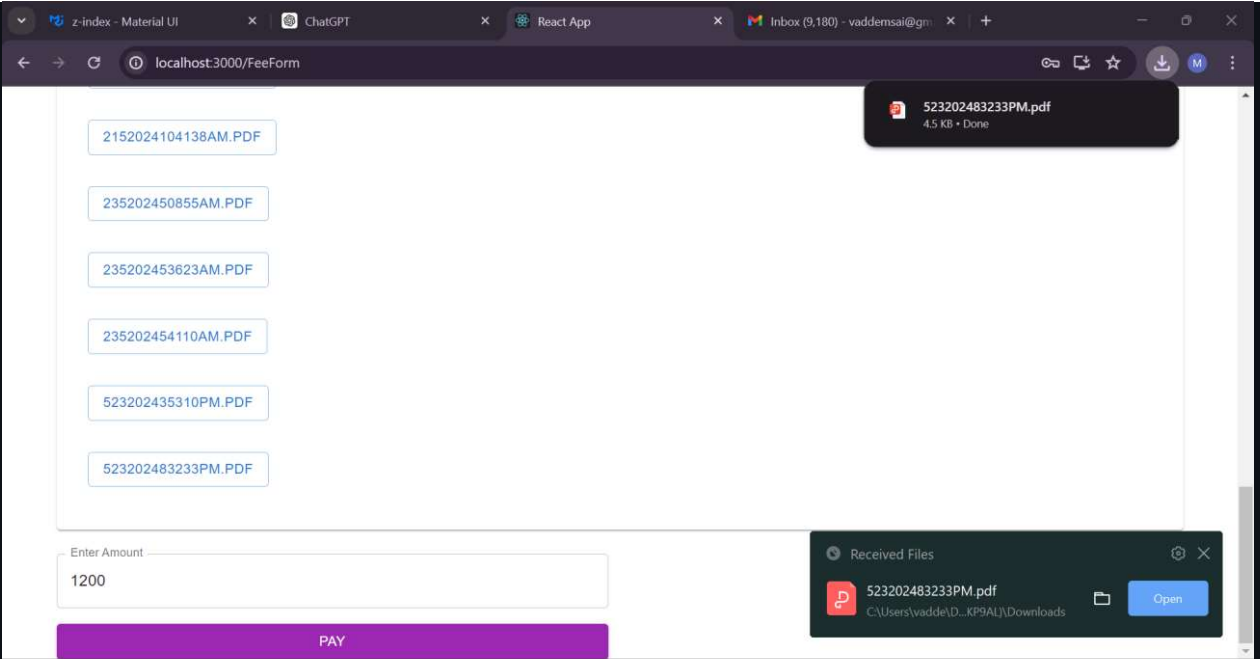 z-index - Material UI
ChatGPT
React App
Inbox (9,180) - vaddemsai@gm
localhost:3000/FeeForm
M
523202483233PM.pdf
4.5 KB • Done
2152024104138AM.PDF
235202450855AM.PDF
235202453623AM.PDF
235202454110AM.PDF
523202435310PM.PDF
523202483233PM.PDF
Enter Amount
1200
PAY
Received Files
523202483233PM.pdf
C:\Users\vadde\D...KP9AL)\Downloads
Open